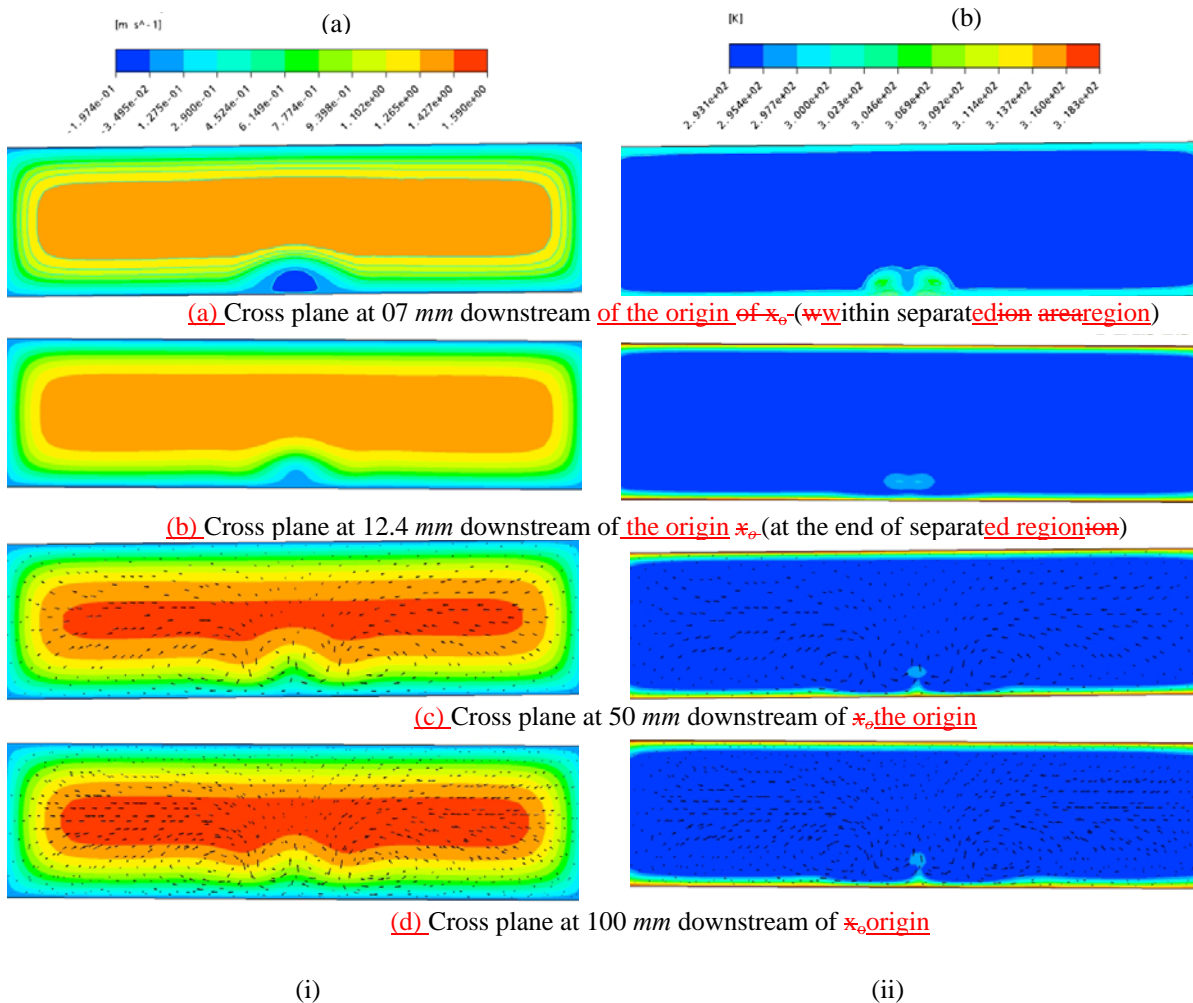 [m s^-1]
(a)
[K]
(b)
-1.974e-01
-3.495e-02
1.275e-01
2.900e-01
4.524e-01
6.149e-01
7.774e-01
9.398e-01
1.102e+00
1.265e+00
1.427e+00
1.590e+00
2.931e+02
2.954e+02
2.977e+02
3.000e+02
3.023e+02
3.046e+02
3.069e+02
3.092e+02
3.114e+02
3.137e+02
3.160e+02
3.183e+02
(a) Cross plane at 07 mm downstream of the origin of xₒ (wwithin separatedion arearegion)
(b) Cross plane at 12.4 mm downstream of the origin xₒ (at the end of separated regionion)
(c) Cross plane at 50 mm downstream of xₒthe origin
(d) Cross plane at 100 mm downstream of xₒorigin
(i)
(ii)